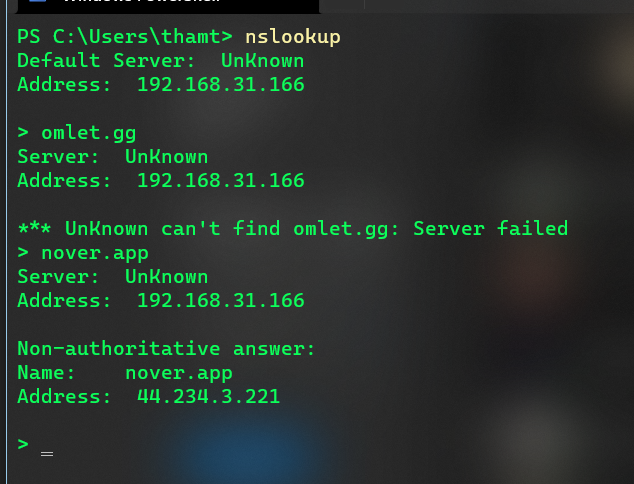 PS C:\Users\thamt> nslookup
Default Server:  UnKnown
Address:  192.168.31.166
> omlet.gg
Server:  UnKnown
Address:  192.168.31.166
*** UnKnown can't find omlet.gg: Server failed
> nover.app
Server:  UnKnown
Address:  192.168.31.166
Non-authoritative answer:
Name:    nover.app
Address:  44.234.3.221
> _